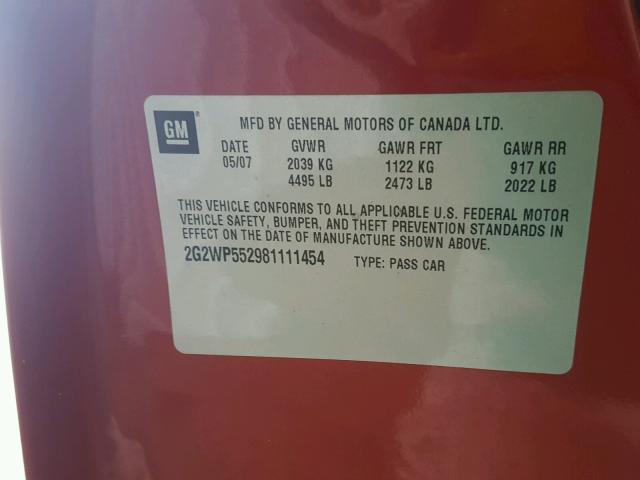 GM®
MFD BY GENERAL MOTORS OF CANADA LTD.
DATE GVWR GAWR FRT GAWR RR
05/07 2039 KG 1122 KG 917 KG
4495 LB 2473 LB 2022 LB
THIS VEHICLE CONFORMS TO ALL APPLICABLE U.S. FEDERAL MOTOR
VEHICLE SAFETY, BUMPER, AND THEFT PREVENTION STANDARDS IN
EFFECT ON THE DATE OF MANUFACTURE SHOWN ABOVE.
2G2WP552981111454 TYPE: PASS CAR